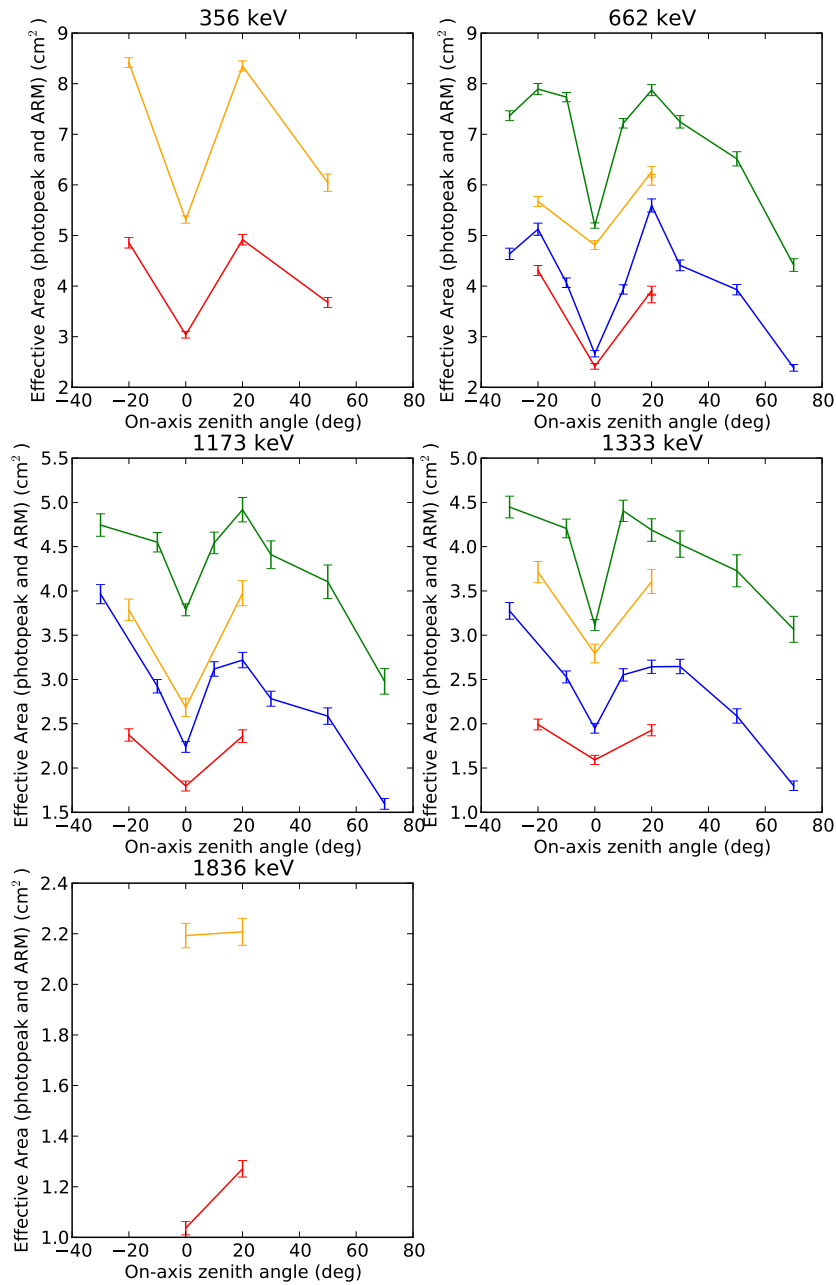 356 keV
Effective Area (photopeak and ARM) (cm²)
9
8
7
6
5
4
3
2
−40 −20 0 20 40 60 80
On-axis zenith angle (deg)
662 keV
Effective Area (photopeak and ARM) (cm²)
9
8
7
6
5
4
3
2
−40 −20 0 20 40 60 80
On-axis zenith angle (deg)
1173 keV
Effective Area (photopeak and ARM) (cm²)
5.5
5.0
4.5
4.0
3.5
3.0
2.5
2.0
1.5
−40 −20 0 20 40 60 80
On-axis zenith angle (deg)
1333 keV
Effective Area (photopeak and ARM) (cm²)
5.0
4.5
4.0
3.5
3.0
2.5
2.0
1.5
1.0
−40 −20 0 20 40 60 80
On-axis zenith angle (deg)
1836 keV
Effective Area (photopeak and ARM) (cm²)
2.4
2.2
2.0
1.8
1.6
1.4
1.2
1.0
−40 −20 0 20 40 60 80
On-axis zenith angle (deg)